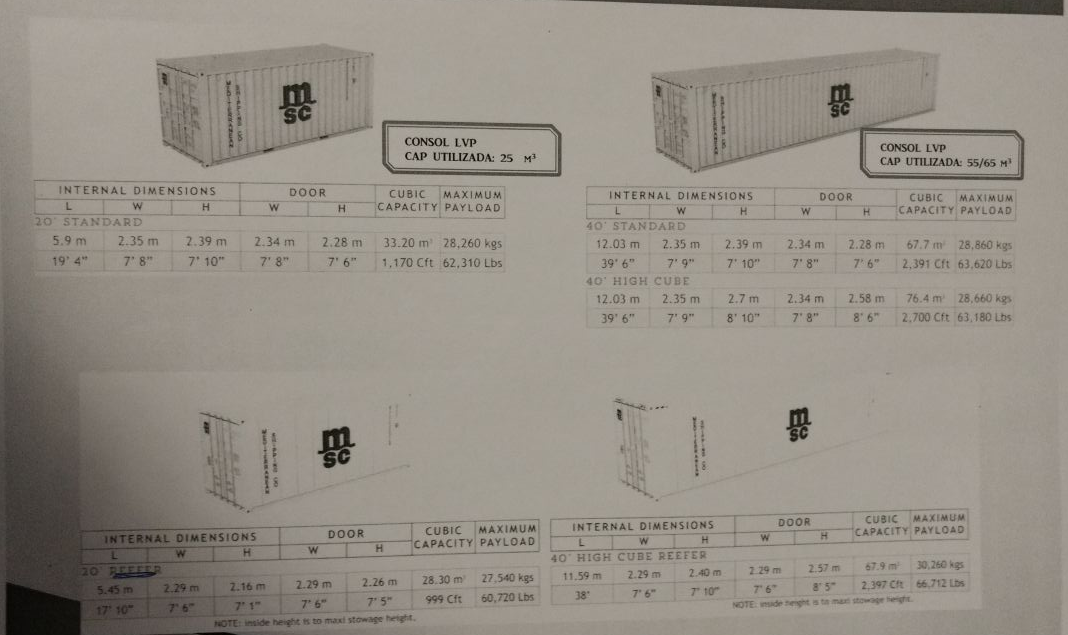 msc
CONSOL LVP
CAP UTILIZADA: 25 M³
INTERNAL DIMENSIONS DOOR CUBIC CAPACITY MAXIMUM PAYLOAD
L W H W H
20' STANDARD
5.9 m 2.35 m 2.39 m 2.34 m 2.28 m 33.20 m³ 28,260 kgs
19' 4" 7' 8" 7' 10" 7' 8" 7' 6" 1,170 Cft 62,310 Lbs
msc
CONSOL LVP
CAP UTILIZADA: 55/65 M³
INTERNAL DIMENSIONS DOOR CUBIC CAPACITY MAXIMUM PAYLOAD
L W H W H
40' STANDARD
12.03 m 2.35 m 2.39 m 2.34 m 2.28 m 67.7 m³ 28,860 kgs
39' 6" 7' 9" 7' 10" 7' 8" 7' 6" 2,391 Cft 63,620 Lbs
40' HIGH CUBE
12.03 m 2.35 m 2.7 m 2.34 m 2.58 m 76.4 m³ 28,660 kgs
39' 6" 7' 9" 8' 10" 7' 8" 8' 6" 2,700 Cft 63,180 Lbs
msc
INTERNAL DIMENSIONS DOOR CUBIC CAPACITY MAXIMUM PAYLOAD
L W H W H
20' REEFER
5.45 m 2.29 m 2.16 m 2.29 m 2.26 m 28.30 m³ 27,540 kgs
17' 10" 7' 6" 7' 1" 7' 6" 7' 5" 999 Cft 60,720 Lbs
NOTE: inside height is to maxi stowage height.
msc
INTERNAL DIMENSIONS DOOR CUBIC CAPACITY MAXIMUM PAYLOAD
L W H W H
40' HIGH CUBE REEFER
11.59 m 2.29 m 2.40 m 2.29 m 2.57 m 67.9 m³ 30,260 kgs
38' 7' 6" 7' 10" 7' 6" 8' 5" 2,397 Cft 66,712 Lbs
NOTE: inside height is to maxi stowage height.